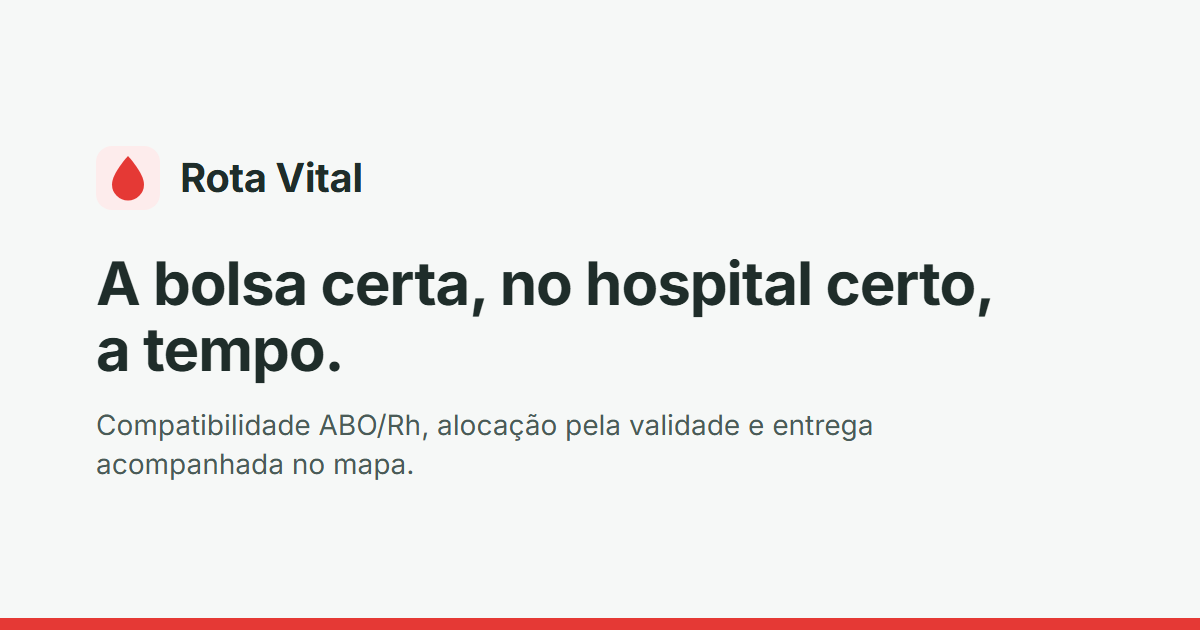 Rota Vital
A bolsa certa, no hospital certo,
a tempo.
Compatibilidade ABO/Rh, alocação pela validade e entrega
acompanhada no mapa.